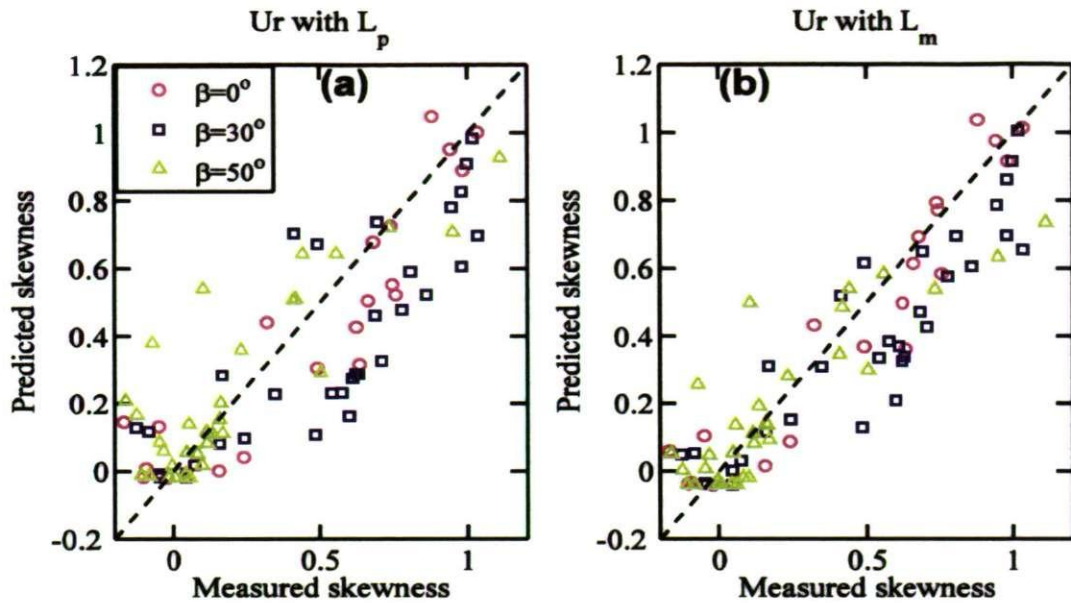 Ur with L_p
Ur with L_m
(a)
(b)
β=0°
β=30°
β=50°
Predicted skewness
1.2
1
0.8
0.6
0.4
0.2
0
-0.2
0
0.5
1
Measured skewness
Predicted skewness
1.2
1
0.8
0.6
0.4
0.2
0
-0.2
0
0.5
1
Measured skewness